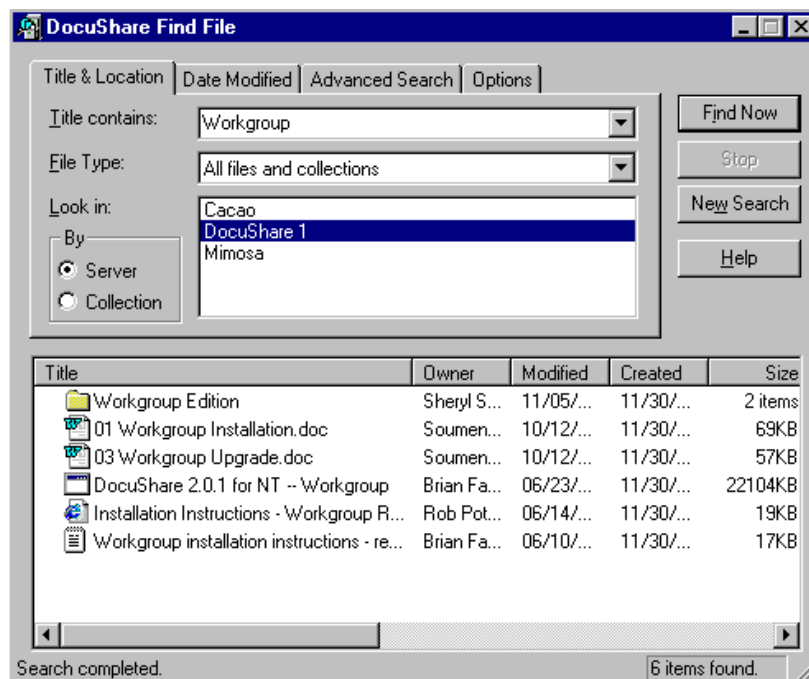 DocuShare Find File
Title & Location Date Modified Advanced Search Options
Title contains: Workgroup
File Type: All files and collections
Look in:
Cacao
DocuShare 1
Mimosa
By
Server
Collection
Find Now
Stop
New Search
Help
Title Owner Modified Created Size
Workgroup Edition Sheryl S... 11/05/... 11/30/... 2 items
01 Workgroup Installation.doc Soumen... 10/12/... 11/30/... 69KB
03 Workgroup Upgrade.doc Soumen... 10/12/... 11/30/... 57KB
DocuShare 2.0.1 for NT -- Workgroup Brian Fa... 06/23/... 11/30/... 22104KB
Installation Instructions - Workgroup R... Rob Pot... 06/14/... 11/30/... 19KB
Workgroup installation instructions - re... Brian Fa... 06/10/... 11/30/... 17KB
Search completed. 6 items found.